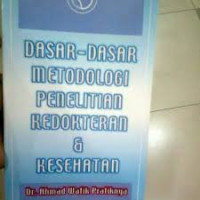 DASAR-DASAR
METODOLOGI
PENELITIAN
KEDOKTERAN
&
KESEHATAN
Dr. Ahmad Watik Pratiknya